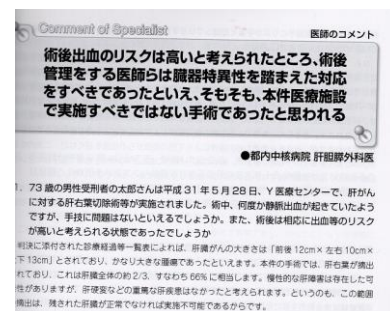 Comment of Specialist
医師のコメント
術後出血のリスクは高いと考えられたところ、術後
管理をする医師らは臓器特異性を踏まえた対応
をすべきであったといえ、そもそも、本件医療施設
で実施すべきではない手術であったと思われる
●都内中核病院 肝胆膵外科医
1. 73歳の男性受刑者の太郎さんは平成31年5月28日、Y医療センターで、肝がん
に対する肝右葉切除術等が実施されました。術中、何度か静脈出血が起きていたよう
ですが、手技に問題はないといえるでしょうか。また、術後は相応に出血等のリスク
が高いと考えられる状態であったでしょうか
判決に添付された診療経過等一覧表によれば、肝臓がんの大きさは「前後12cm×左右10cm×
下13cm」とされており、かなり大きな腫瘍であったといえます。本件の手術では、肝右葉が摘出
れており、これは肝臓全体の約2/3、すなわち66%に相当します。慢性的な肝障害は存在した可
性がありますが、肝硬変などの重篤な肝疾患はなかったと考えられます。というのも、この範囲
摘出は、残された肝臓が正常でなければ実施不可能であるからです。